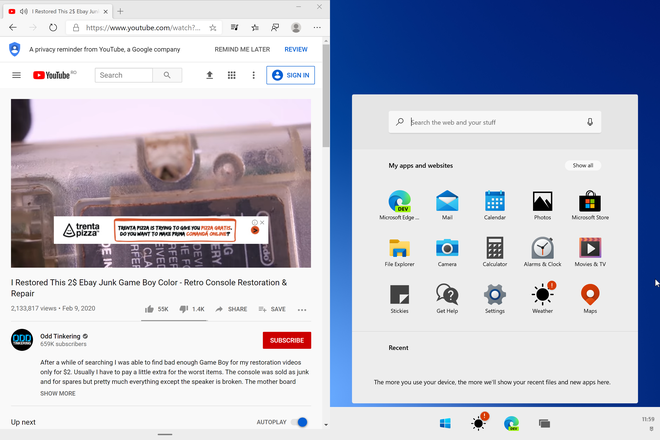 I Restored This 2$ Ebay Jun
https://www.youtube.com/watch?...
A privacy reminder from YouTube, a Google company
REMIND ME LATER
REVIEW
YouTube RO
Search
SIGN IN
trenta pizza
TRENTA PIZZA IS TRYING TO GIVE YOU PIZZA GRATIS.
DO YOU WANT TO MAKE PRIMA COMANDĂ ONLINE?
I Restored This 2$ Ebay Junk Game Boy Color - Retro Console Restoration &
Repair
2,133,817 views • Feb 9, 2020
55K
1.4K
SHARE
SAVE
ODD TINKERING
Odd Tinkering
659K subscribers
SUBSCRIBE
After a while of searching I was able to find bad enough Game Boy for my restoration videos
only for $2. Usually I have to pay a little extra for the worst items. The console was sold as junk
and for spares but pretty much everything except the speaker is broken. The mother board
SHOW MORE
Up next
AUTOPLAY
Search the web and your stuff
My apps and websites
Show all
DEV
Microsoft Edge ...
Mail
Calendar
Photos
Microsoft Store
File Explorer
Camera
Calculator
Alarms & Clock
Movies & TV
Stickies
Get Help
Settings
Weather
Maps
Recent
The more you use your device, the more we'll show your recent files and new apps here.
DEV
11:59